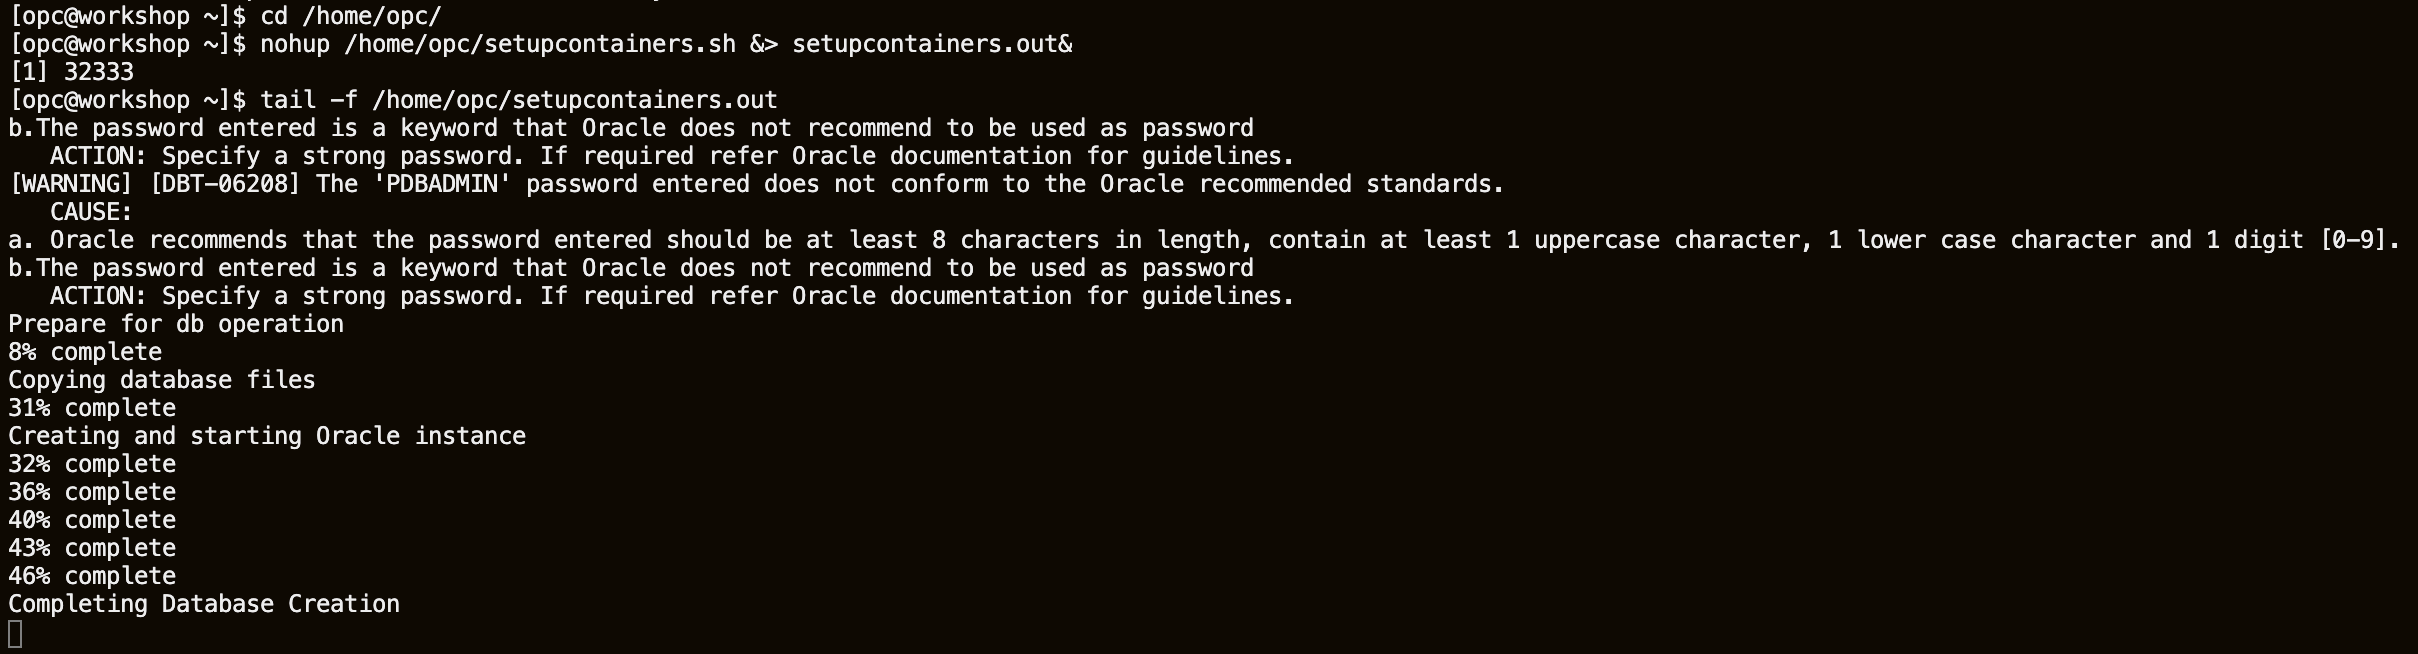 [opc@workshop ~]$ cd /home/opc/
[opc@workshop ~]$ nohup /home/opc/setupcontainers.sh &> setupcontainers.out&
[1] 32333
[opc@workshop ~]$ tail -f /home/opc/setupcontainers.out
b.The password entered is a keyword that Oracle does not recommend to be used as password
   ACTION: Specify a strong password. If required refer Oracle documentation for guidelines.
[WARNING] [DBT-06208] The 'PDBADMIN' password entered does not conform to the Oracle recommended standards.
   CAUSE:
a. Oracle recommends that the password entered should be at least 8 characters in length, contain at least 1 uppercase character, 1 lower case character and 1 digit [0-9].
b.The password entered is a keyword that Oracle does not recommend to be used as password
   ACTION: Specify a strong password. If required refer Oracle documentation for guidelines.
Prepare for db operation
8% complete
Copying database files
31% complete
Creating and starting Oracle instance
32% complete
36% complete
40% complete
43% complete
46% complete
Completing Database Creation